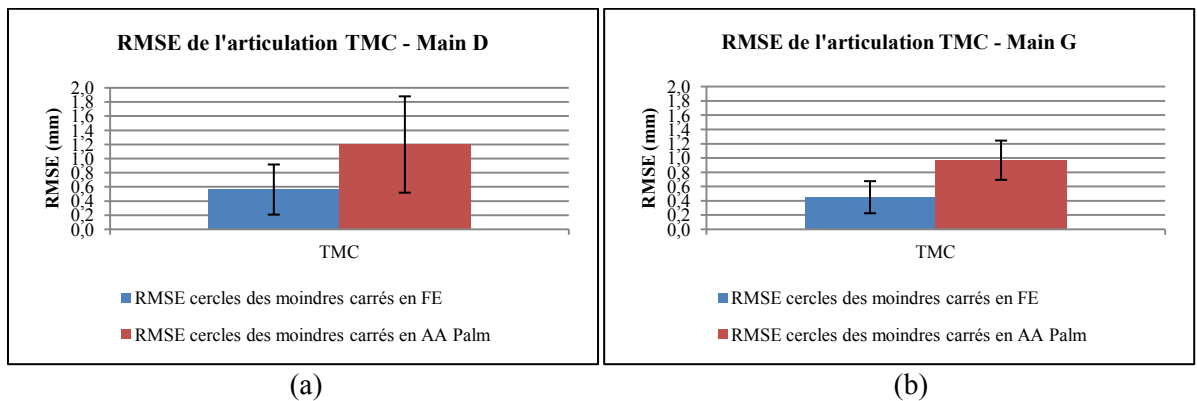 RMSE de l'articulation TMC - Main D
RMSE (mm)
2,0
1,8
1,6
1,4
1,2
1,0
0,8
0,6
0,4
0,2
0,0
TMC
RMSE cercles des moindres carrés en FE
RMSE cercles des moindres carrés en AA Palm
(a)
RMSE de l'articulation TMC - Main G
RMSE (mm)
2,0
1,8
1,6
1,4
1,2
1,0
0,8
0,6
0,4
0,2
0,0
TMC
RMSE cercles des moindres carrés en FE
RMSE cercles des moindres carrés en AA Palm
(b)